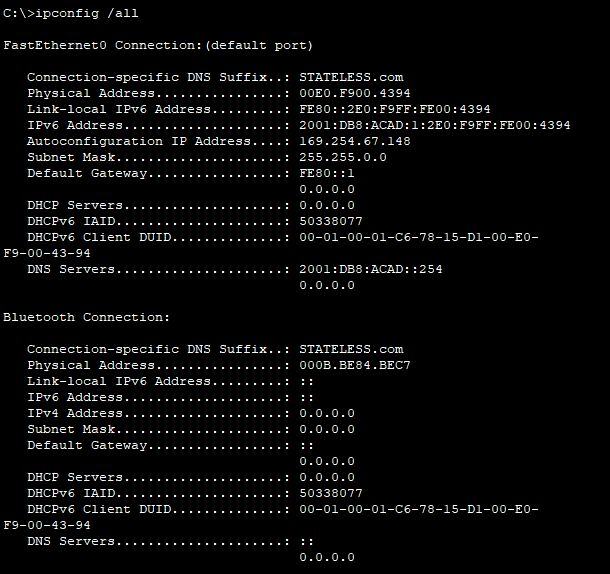 C:\>ipconfig /all
FastEthernet0 Connection:(default port)
Connection-specific DNS Suffix..: STATELESS.com
Physical Address................: 00E0.F900.4394
Link-local IPv6 Address.........: FE80::2E0:F9FF:FE00:4394
IPv6 Address....................: 2001:DB8:ACAD:1:2E0:F9FF:FE00:4394
Autoconfiguration IP Address....: 169.254.67.148
Subnet Mask.....................: 255.255.0.0
Default Gateway.................: FE80::1
0.0.0.0
DHCP Servers....................: 0.0.0.0
DHCPv6 IAID.....................: 50338077
DHCPv6 Client DUID..............: 00-01-00-01-C6-78-15-D1-00-E0-
F9-00-43-94
DNS Servers.....................: 2001:DB8:ACAD::254
0.0.0.0
Bluetooth Connection:
Connection-specific DNS Suffix..: STATELESS.com
Physical Address................: 000B.BE84.BEC7
Link-local IPv6 Address.........: ::
IPv6 Address....................: ::
IPv4 Address....................: 0.0.0.0
Subnet Mask.....................: 0.0.0.0
Default Gateway.................: ::
0.0.0.0
DHCP Servers....................: 0.0.0.0
DHCPv6 IAID.....................: 50338077
DHCPv6 Client DUID..............: 00-01-00-01-C6-78-15-D1-00-E0-
F9-00-43-94
DNS Servers.....................: ::
0.0.0.0